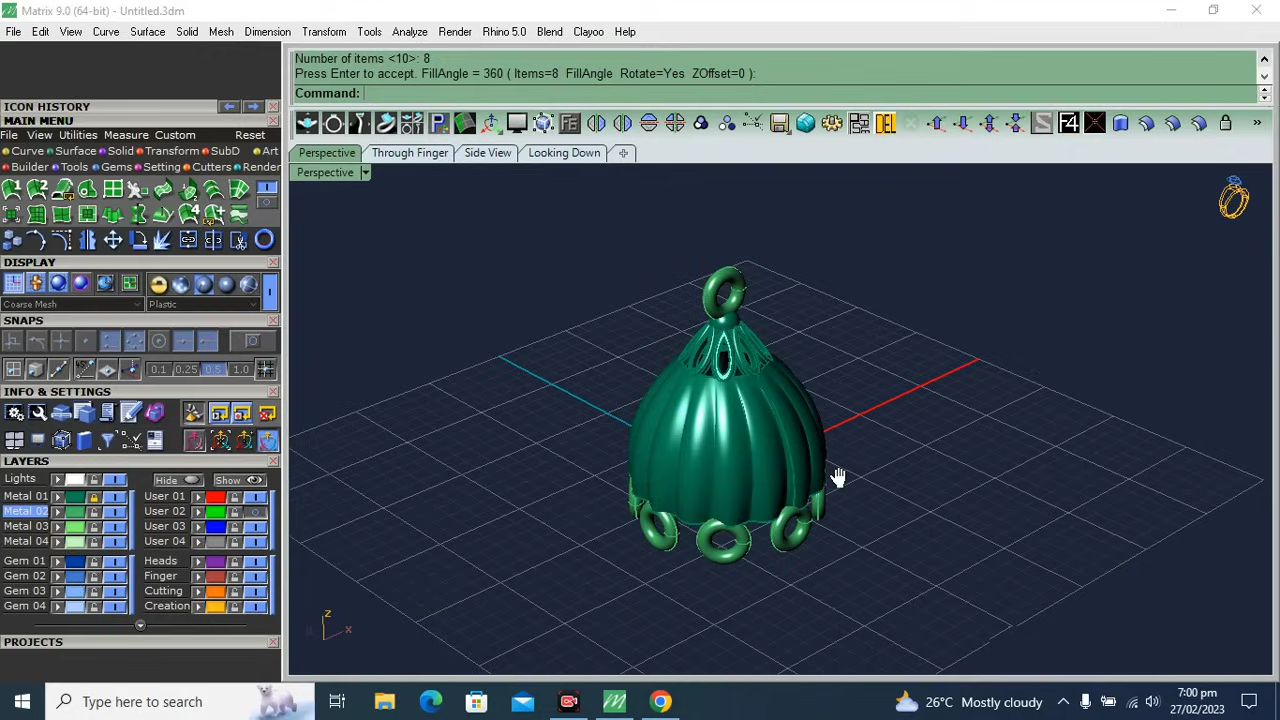 Matrix 9.0 (64-bit) - Untitled.3dm
File Edit View Curve Surface Solid Mesh Dimension Transform Tools Analyze Render Rhino 5.0 Blend Clayoo Help
Number of items <10>: 8
Press Enter to accept. FillAngle = 360 ( Items=8 FillAngle Rotate=Yes ZOffset=0 ):
Command:
ICON HISTORY
MAIN MENU
File View Utilities Measure Custom Reset
Curve Surface Solid Transform SubD Art
Builder Tools Gems Setting Cutters Render
F4
Perspective Through Finger Side View Looking Down
Perspective
DISPLAY
Coarse Mesh Plastic
SNAPS
0.1 0.25 0.5 1.0
INFO & SETTINGS
LAYERS
Lights Hide Show
Metal 01 User 01
Metal 02 User 02
Metal 03 User 03
Metal 04 User 04
Gem 01 Heads
Gem 02 Finger
Gem 03 Cutting
Gem 04 Creation
PROJECTS
z
x
Type here to search
26°C Mostly cloudy
7:00 pm
27/02/2023